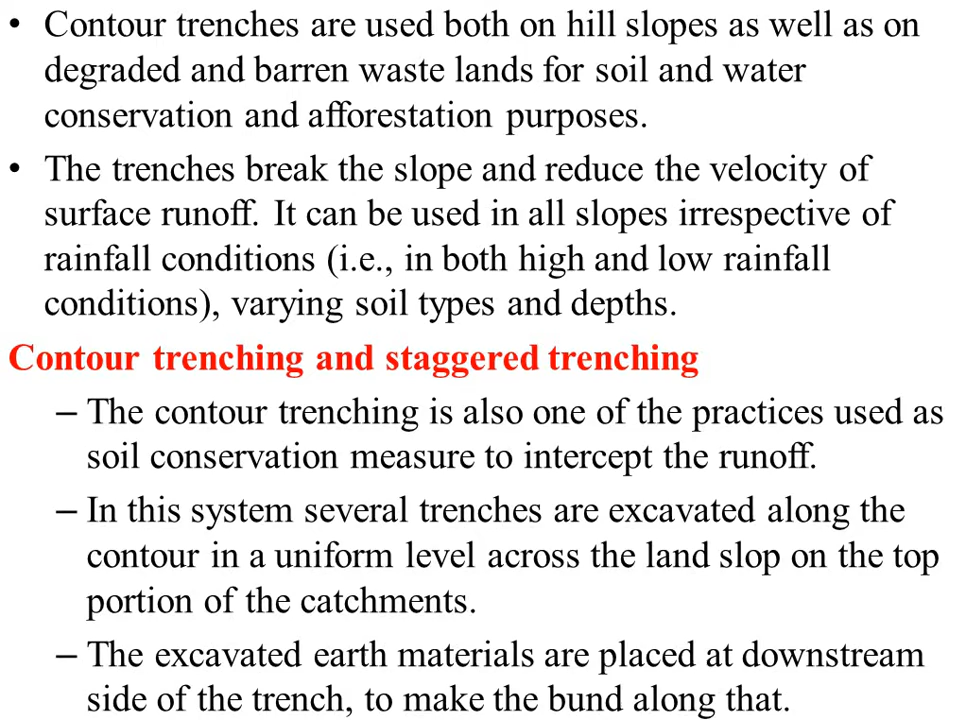 • Contour trenches are used both on hill slopes as well as on
degraded and barren waste lands for soil and water
conservation and afforestation purposes.
• The trenches break the slope and reduce the velocity of
surface runoff. It can be used in all slopes irrespective of
rainfall conditions (i.e., in both high and low rainfall
conditions), varying soil types and depths.
Contour trenching and staggered trenching
– The contour trenching is also one of the practices used as
soil conservation measure to intercept the runoff.
– In this system several trenches are excavated along the
contour in a uniform level across the land slop on the top
portion of the catchments.
– The excavated earth materials are placed at downstream
side of the trench, to make the bund along that.